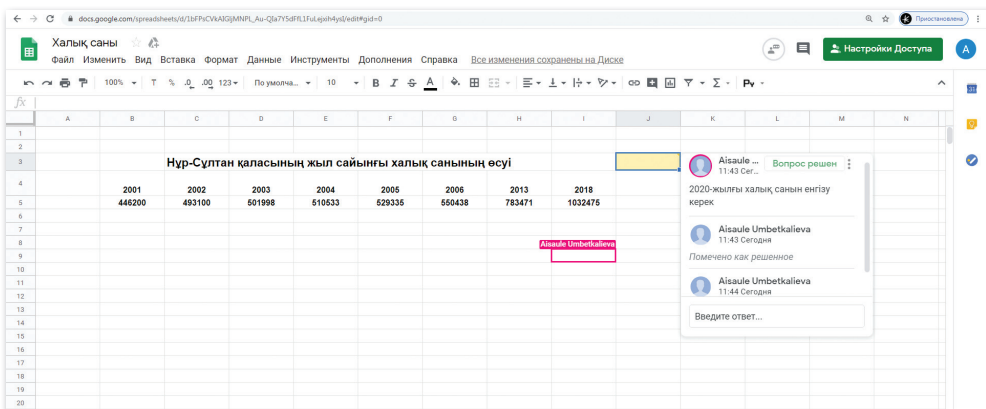 docs.google.com/spreadsheets/d/1bFPsCVkAIGIjMNPL_Au-QIa7Y5dFfL1FuLejxih4ysI/edit#gid=0
Приостановлена
Халық саны
Файл Изменить Вид Вставка Формат Данные Инструменты Дополнения Справка Все изменения сохранены на Диске
Настройки Доступа
A
100% T % .0 .00 123 По умолча... 10 B I S A Σ Ру
fx
31
A B C D E F G H I J K L M N
1
2
3 Нұр-Сұлтан қаласының жыл сайынғы халық санының өсуі
4 2001 2002 2003 2004 2005 2006 2013 2018
5 446200 493100 501998 510533 529335 550438 783471 1032475
6
7
8 Aisaule Umbetkalieva
9
10
11
12
13
14
15
16
17
18
19
20
Aisaule ... Вопрос решен
11:43 Сег...
2020-жылғы халық санын енгізу
керек
Aisaule Umbetkalieva
11:43 Сегодня
Помечено как решенное
Aisaule Umbetkalieva
11:44 Сегодня
Введите ответ...